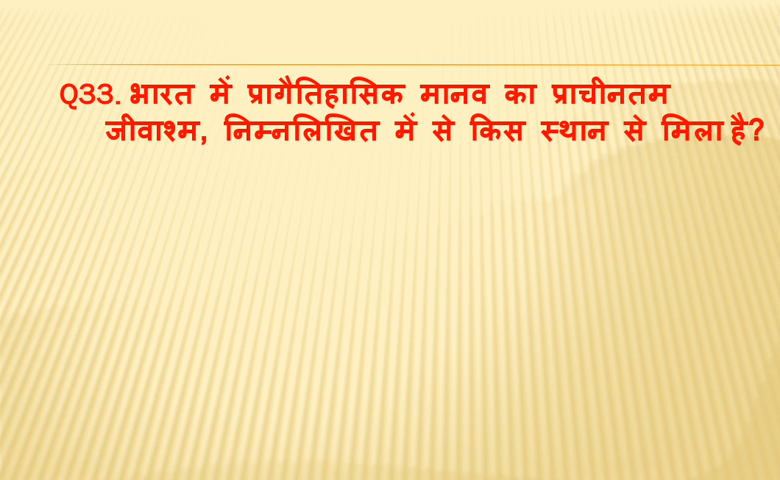 Q33. भारत में प्रागैतिहासिक मानव का प्राचीनतम
जीवाश्म, निम्नलिखित में से किस स्थान से मिला है?